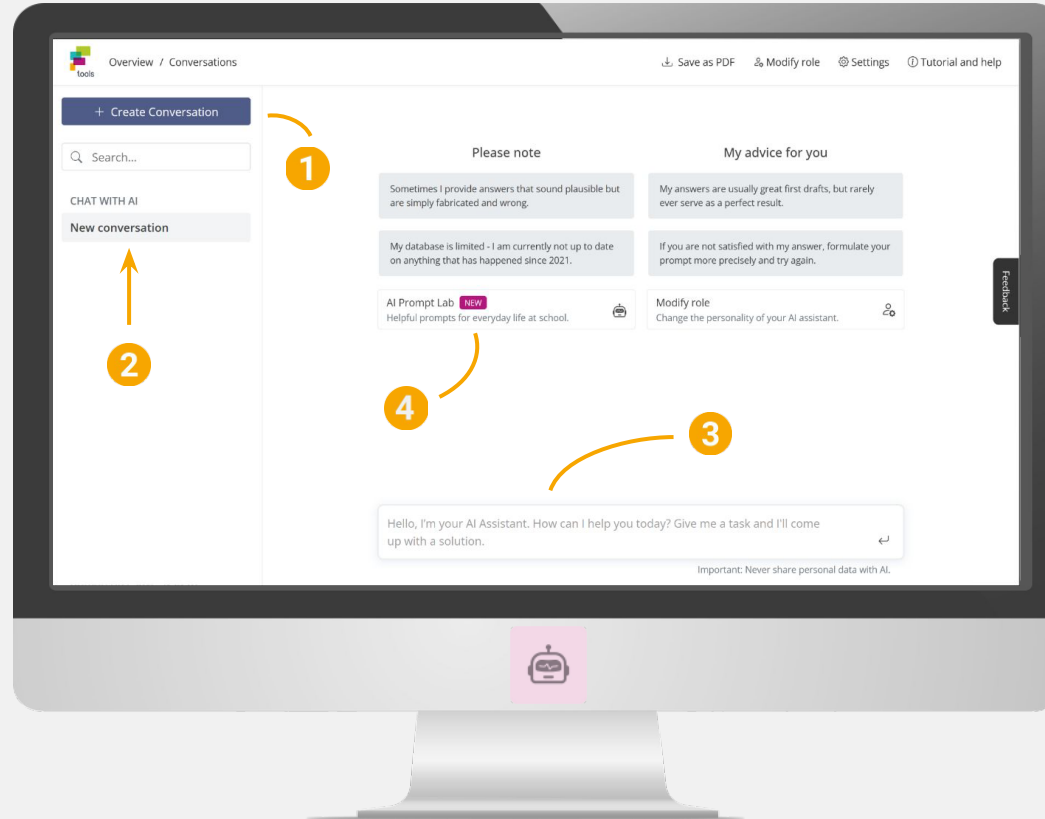 tools
Overview / Conversations
Save as PDF
Modify role
Settings
Tutorial and help
+ Create Conversation
Search...
CHAT WITH AI
New conversation
1
2
Please note
Sometimes I provide answers that sound plausible but
are simply fabricated and wrong.
My database is limited - I am currently not up to date
on anything that has happened since 2021.
AI Prompt Lab NEW
Helpful prompts for everyday life at school.
My advice for you
My answers are usually great first drafts, but rarely
ever serve as a perfect result.
If you are not satisfied with my answer, formulate your
prompt more precisely and try again.
Modify role
Change the personality of your AI assistant.
Feedback
4
3
Hello, I'm your AI Assistant. How can I help you today? Give me a task and I'll come
up with a solution.
Important: Never share personal data with AI.